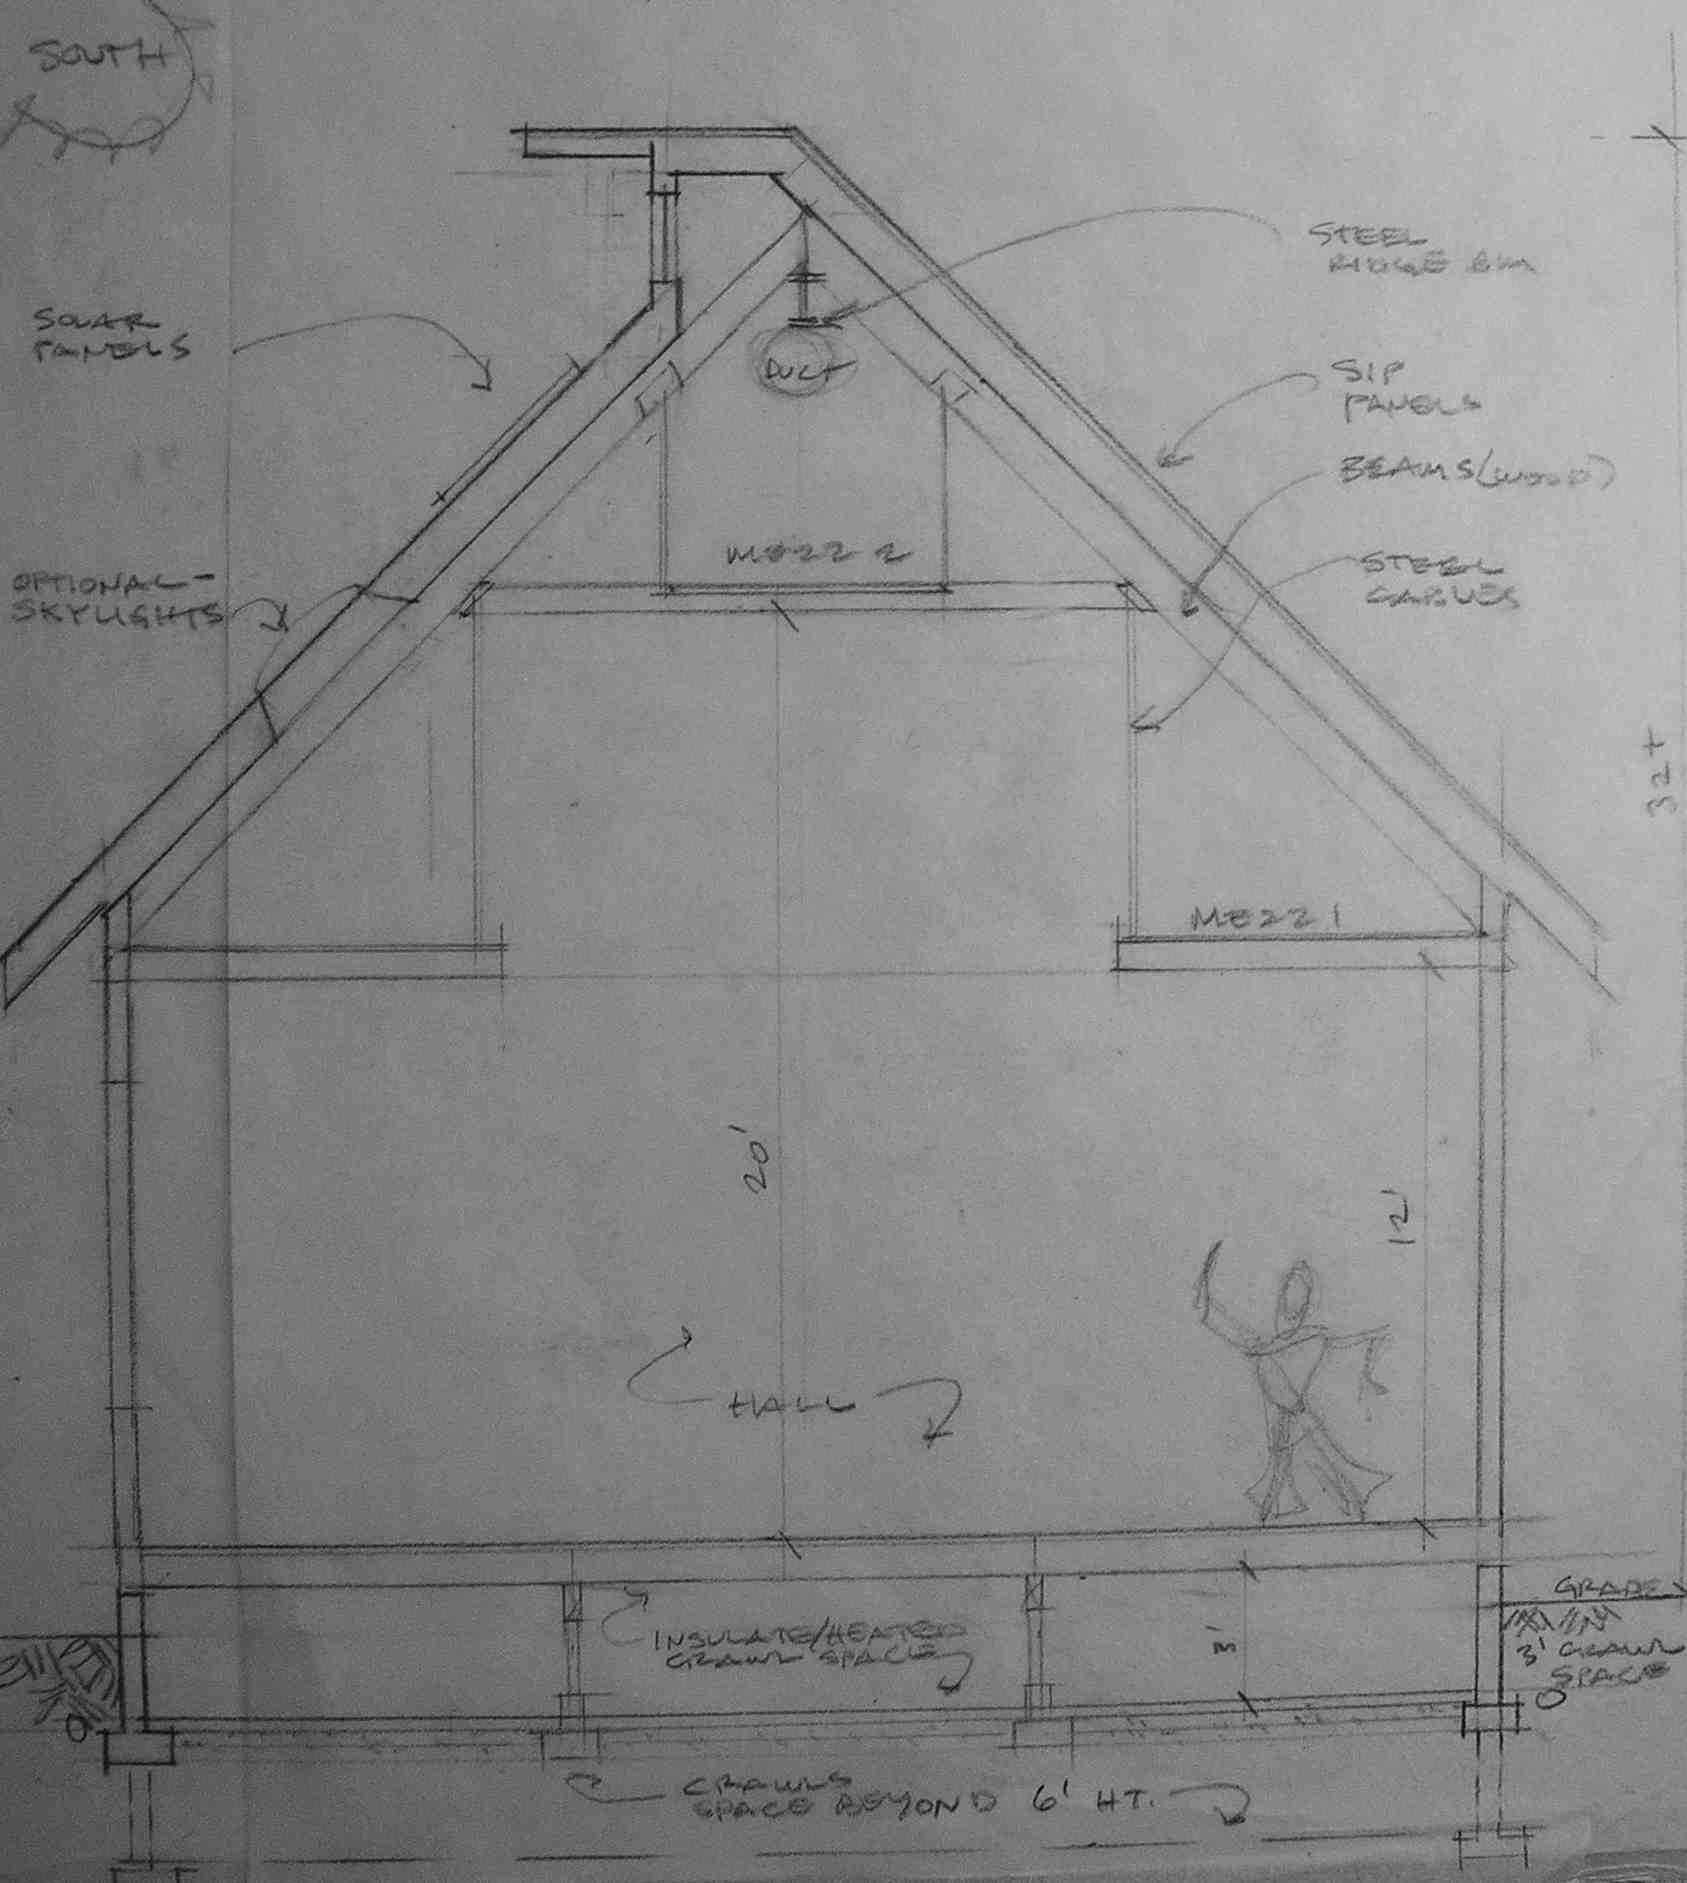 SOUTH
STEEL
RIDGE BM
SOLAR
PANELS
DUCT
SIP
PANELS
BEAMS (WOOD)
MEZZ 2
STEEL
CABLES
OPTIONAL-
SKYLIGHTS
32+
MEZZ 1
20'
12'
HALL
GRADE
INSULATE/HEATED
CRAWL SPACE
3'
3' CRAWL
SPACE
CRAWLS
SPACE BEYOND 6' HT.